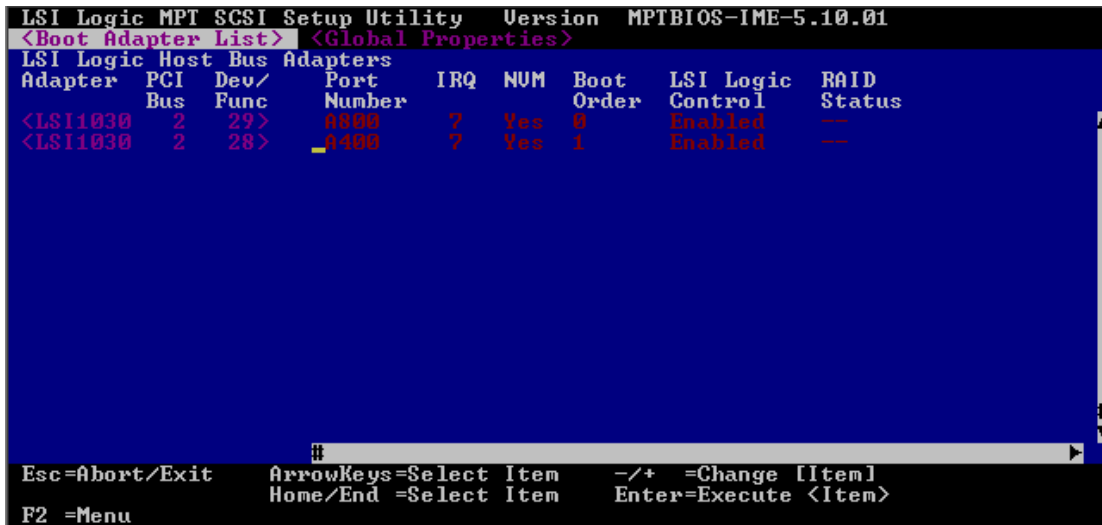 LSI Logic MPT SCSI Setup Utility Version MPTBIOS-IME-5.10.01
<Boot Adapter List> <Global Properties>
LSI Logic Host Bus Adapters
Adapter PCI Dev/ Port IRQ NVM Boot LSI Logic RAID
Bus Func Number Order Control Status
<LSI1030 2 29> A800 7 Yes 0 Enabled --
<LSI1030 2 28> A400 7 Yes 1 Enabled --
#
Esc=Abort/Exit ArrowKeys=Select Item -/+ =Change [Item]
Home/End =Select Item Enter=Execute <Item>
F2 =Menu